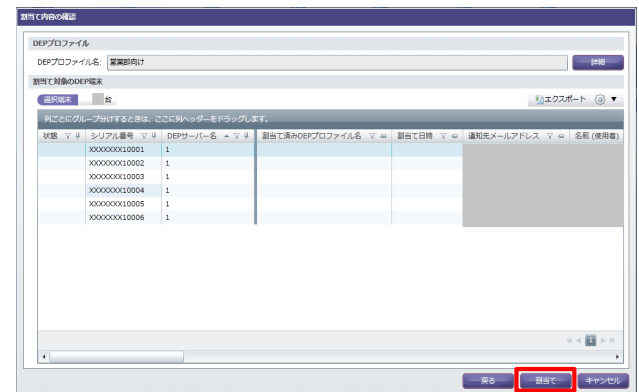 割当て内容の確認
DEPプロファイル
DEPプロファイル名: 営業部向け 詳細
割当て対象のDEP端末
選択端末 台 エクスポート
列ごとにグループ分けするときは、ここに列ヘッダーをドラッグします。
状態 シリアル番号 DEPサーバー名 割当て済みDEPプロファイル名 割当て日時 通知先メールアドレス 名前(使用者)
XXXXXXX10001 1
XXXXXXX10002 1
XXXXXXX10003 1
XXXXXXX10004 1
XXXXXXX10005 1
XXXXXXX10006 1
1
戻る 割当て キャンセル